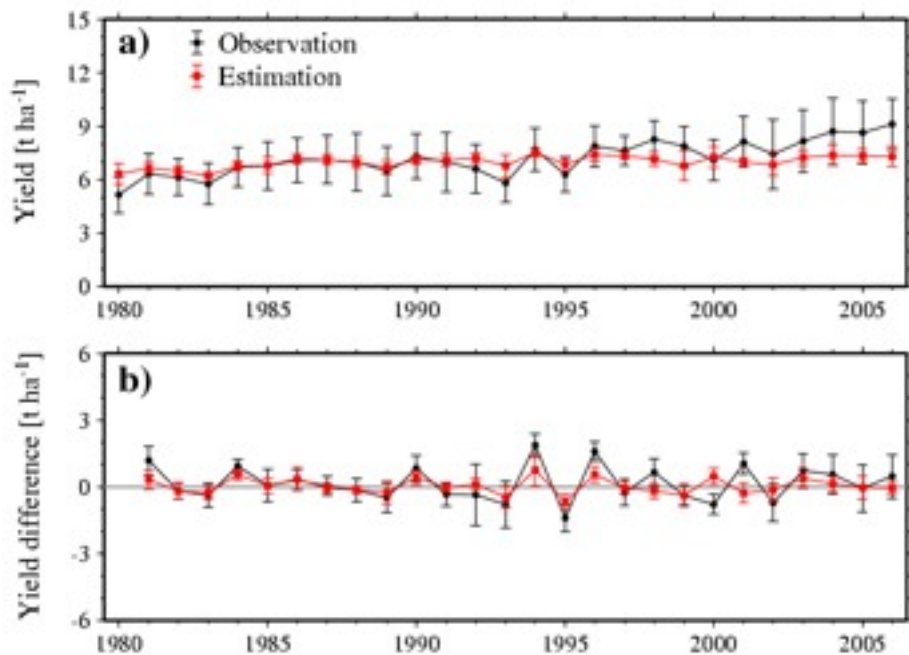 a)
Observation
Estimation
Yield [t ha⁻¹]
15
12
9
6
3
0
1980 1985 1990 1995 2000 2005
b)
Yield difference [t ha⁻¹]
6
3
0
-3
-6
1980 1985 1990 1995 2000 2005